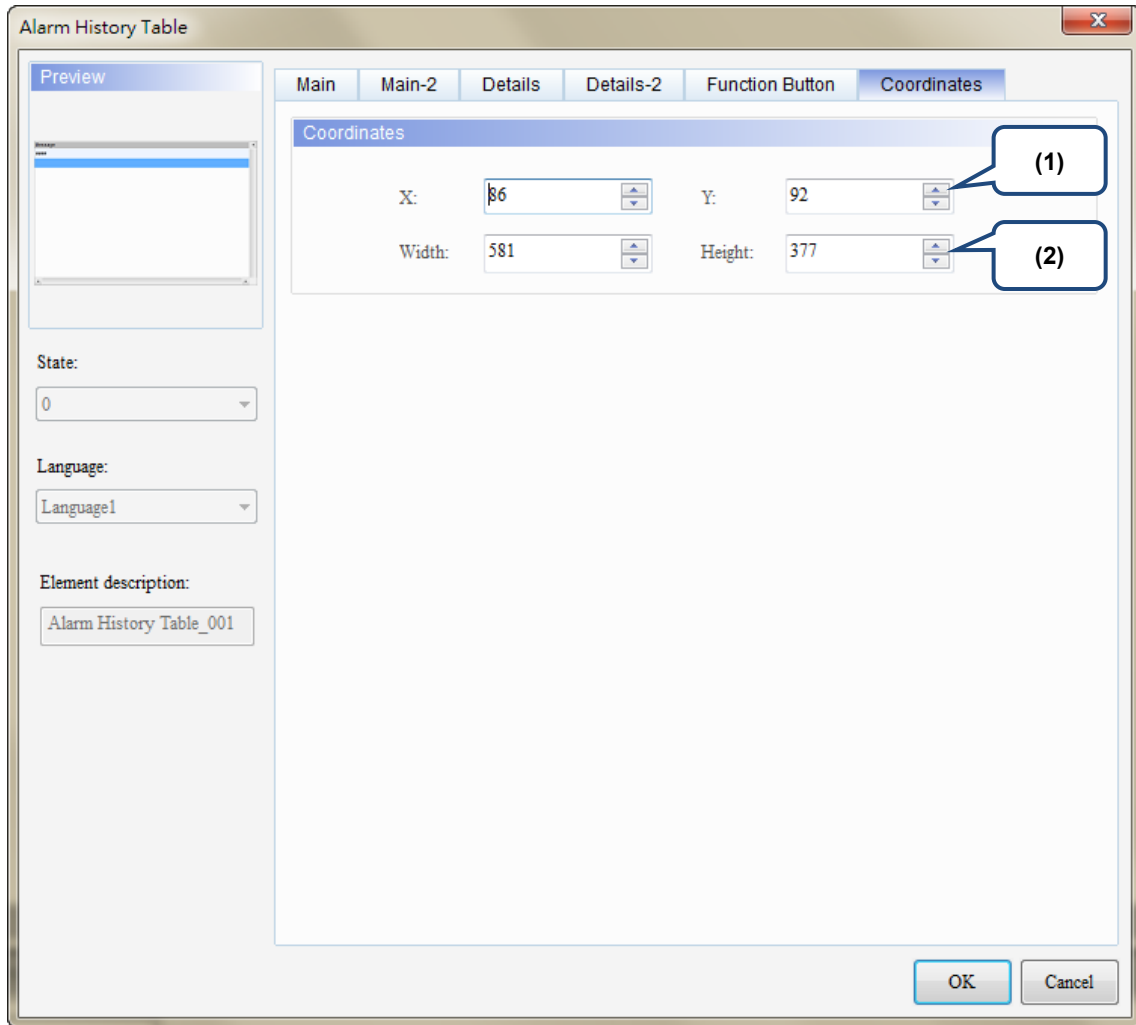 Alarm History Table
Preview
Message
State:
0
Language:
Language1
Element description:
Alarm History Table_001
Main Main-2 Details Details-2 Function Button Coordinates
Coordinates
X: 86 Y: 92
(1)
Width: 581 Height: 377
(2)
OK Cancel